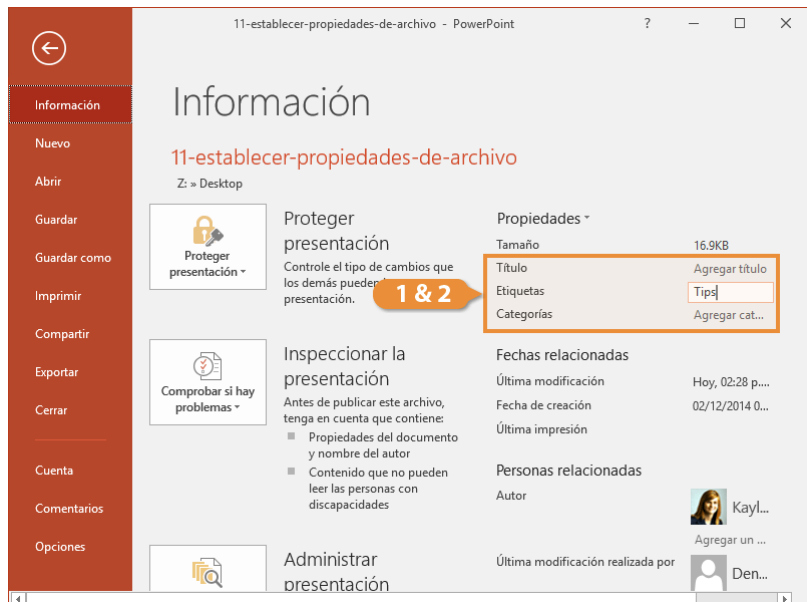 11-establecer-propiedades-de-archivo - PowerPoint
?
Información
Nuevo
Abrir
Guardar
Guardar como
Imprimir
Compartir
Exportar
Cerrar
Cuenta
Comentarios
Opciones
Información
11-establecer-propiedades-de-archivo
Z: » Desktop
Proteger
presentación
Proteger
presentación
Controle el tipo de cambios que
los demás pueden
presentación.
1 & 2
Comprobar si hay
problemas
Inspeccionar la
presentación
Antes de publicar este archivo,
tenga en cuenta que contiene:
Propiedades del documento
y nombre del autor
Contenido que no pueden
leer las personas con
discapacidades
Administrar
presentación
Propiedades
Tamaño 16.9KB
Título Agregar título
Etiquetas Tips
Categorías Agregar cat...
Fechas relacionadas
Última modificación Hoy, 02:28 p....
Fecha de creación 02/12/2014 0...
Última impresión
Personas relacionadas
Autor Kayl...
Agregar un ...
Última modificación realizada por Den...